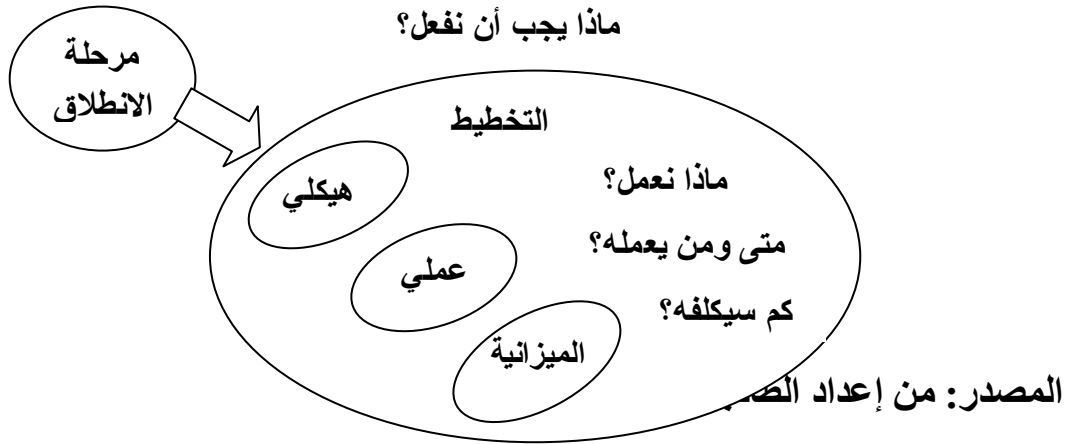 ماذا يجب أن نفعل؟
مرحلة
الانطلاق
التخطيط
هيكلي
ماذا نعمل؟
عملي
متى ومن يعمله؟
كم سيكلفه؟
الميزانية
المصدر: من إعداد